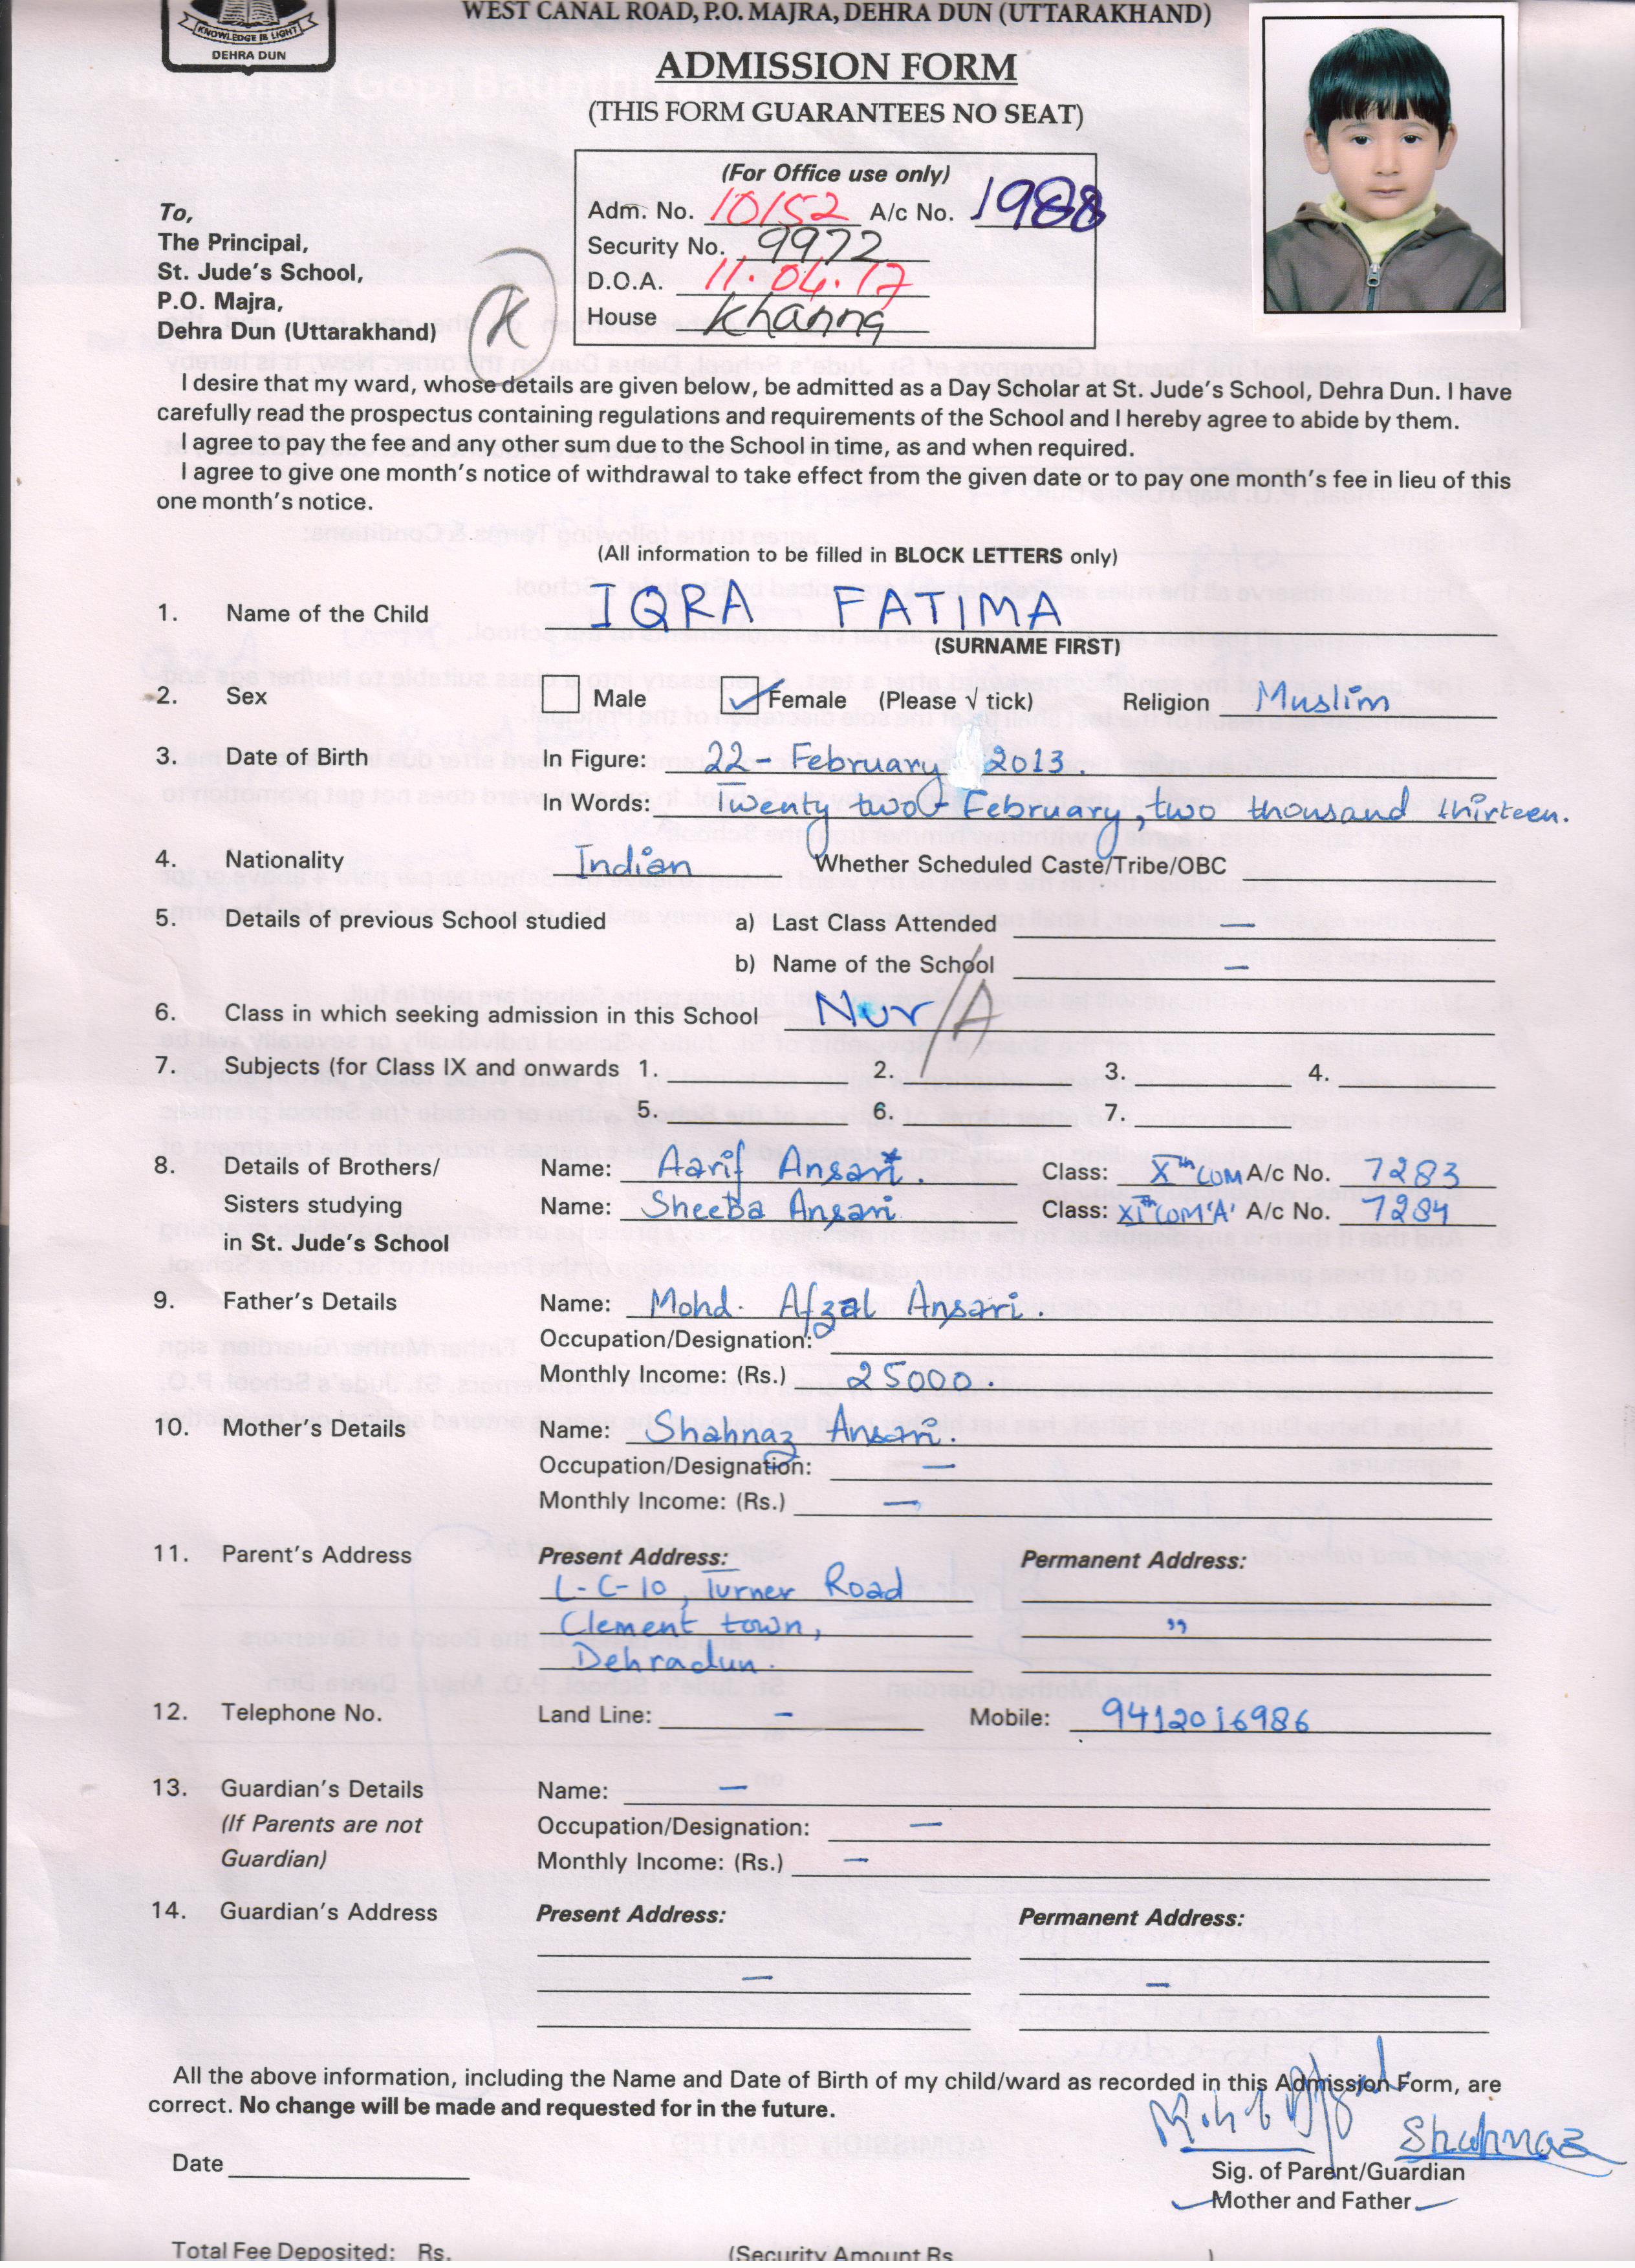 KNOWLEDGE IS LIGHT
DEHRA DUN
WEST CANAL ROAD, P.O. MAJRA, DEHRA DUN (UTTARAKHAND)
ADMISSION FORM
(THIS FORM GUARANTEES NO SEAT)
(For Office use only)
Adm. No. 10152 A/c No. 1988
Security No. 9972
D.O.A. 11.04.17
House Khanna
To,
The Principal,
St. Jude's School,
P.O. Majra,
Dehra Dun (Uttarakhand)
K
I desire that my ward, whose details are given below, be admitted as a Day Scholar at St. Jude's School, Dehra Dun. I have
carefully read the prospectus containing regulations and requirements of the School and I hereby agree to abide by them.
I agree to pay the fee and any other sum due to the School in time, as and when required.
I agree to give one month's notice of withdrawal to take effect from the given date or to pay one month's fee in lieu of this
one month's notice.
(All information to be filled in BLOCK LETTERS only)
1. Name of the Child IQRA FATIMA
(SURNAME FIRST)
2. Sex Male Female (Please √ tick) Religion Muslim
3. Date of Birth In Figure: 22 - February 2013.
In Words: Twenty two - February, two thousand thirteen.
4. Nationality Indian Whether Scheduled Caste/Tribe/OBC
5. Details of previous School studied a) Last Class Attended —
b) Name of the School —
6. Class in which seeking admission in this School Nur/A
7. Subjects (for Class IX and onwards 1. 2. 3. 4.
5. 6. 7.
8. Details of Brothers/ Name: Aarif Ansari. Class: Xth COM A/c No. 7283
Sisters studying Name: Sheeba Ansari Class: XIth COM 'A' A/c No. 7284
in St. Jude's School
9. Father's Details Name: Mohd. Afzal Ansari.
Occupation/Designation:
Monthly Income: (Rs.) 25000.
10. Mother's Details Name: Shahnaz Ansari.
Occupation/Designation: —
Monthly Income: (Rs.) —
11. Parent's Address Present Address: Permanent Address:
L-C-10, Turner Road
Clement town, ”
Dehradun.
12. Telephone No. Land Line: — Mobile: 9412016986
13. Guardian's Details Name: —
(If Parents are not Occupation/Designation: —
Guardian) Monthly Income: (Rs.) —
14. Guardian's Address Present Address: Permanent Address:
— —
All the above information, including the Name and Date of Birth of my child/ward as recorded in this Admission Form, are
correct. No change will be made and requested for in the future.
Shahnaz
Date
Sig. of Parent/Guardian
Mother and Father
Total Fee Deposited: Rs. (Security Amount Rs )